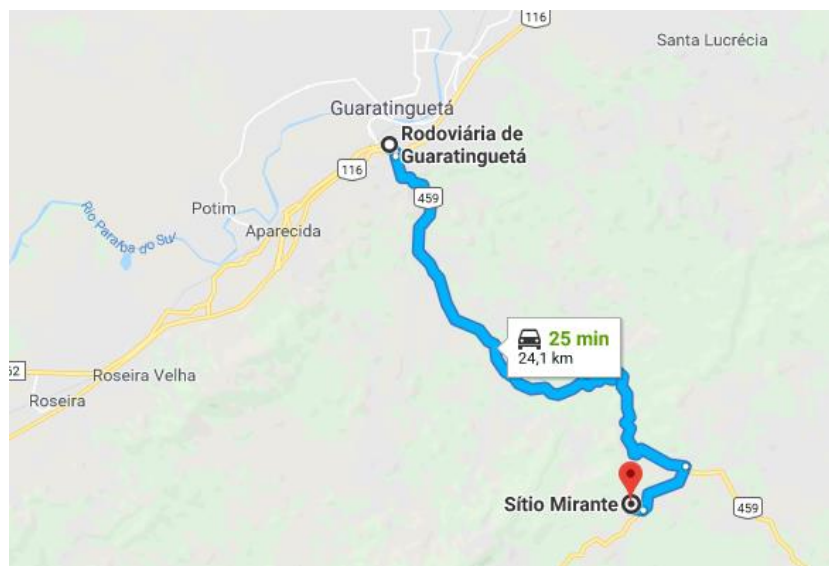 116
Santa Lucrécia
Guaratinguetá
Rodoviária de
Guaratinguetá
116
459
Potim
Rio Paraíba do Sul
Aparecida
25 min
24,1 km
62
Roseira Velha
Roseira
Sítio Mirante
459